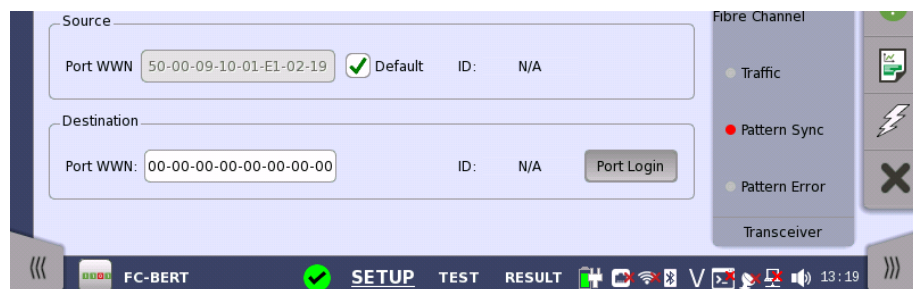 Source
Port WWN 50-00-09-10-01-E1-02-19 Default ID: N/A
Destination
Port WWN: 00-00-00-00-00-00-00-00 ID: N/A Port Login
Fibre Channel
Traffic
Pattern Sync
Pattern Error
Transceiver
FC-BERT SETUP TEST RESULT V 13:19